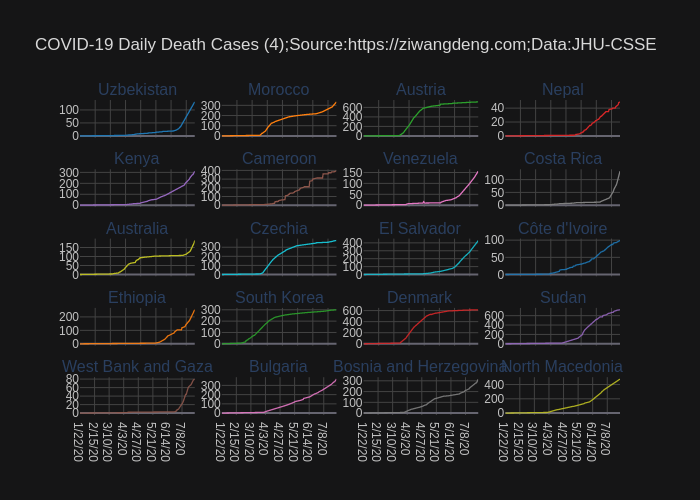 COVID-19 Daily Death Cases (4);Source:https://ziwangdeng.com;Data:JHU-CSSE
Uzbekistan Morocco Austria Nepal
100 50 0 300 200 100 0 600 400 200 0 40 20 0
Kenya Cameroon Venezuela Costa Rica
300 200 100 0 400 300 200 100 0 150 100 50 0 100 50 0
Australia Czechia El Salvador Côte d'Ivoire
150 100 50 0 300 200 100 0 400 300 200 100 0 100 50 0
Ethiopia South Korea Denmark Sudan
200 100 0 300 200 100 0 600 400 200 0 600 400 200 0
West Bank and Gaza Bulgaria Bosnia and Herzegovina North Macedonia
80 60 40 20 0 300 200 100 0 300 200 100 0 400 200 0
1/22/20 2/15/20 3/10/20 4/3/20 4/27/20 5/21/20 6/14/20 7/8/20 1/22/20 2/15/20 3/10/20 4/3/20 4/27/20 5/21/20 6/14/20 7/8/20 1/22/20 2/15/20 3/10/20 4/3/20 4/27/20 5/21/20 6/14/20 7/8/20 1/22/20 2/15/20 3/10/20 4/3/20 4/27/20 5/21/20 6/14/20 7/8/20